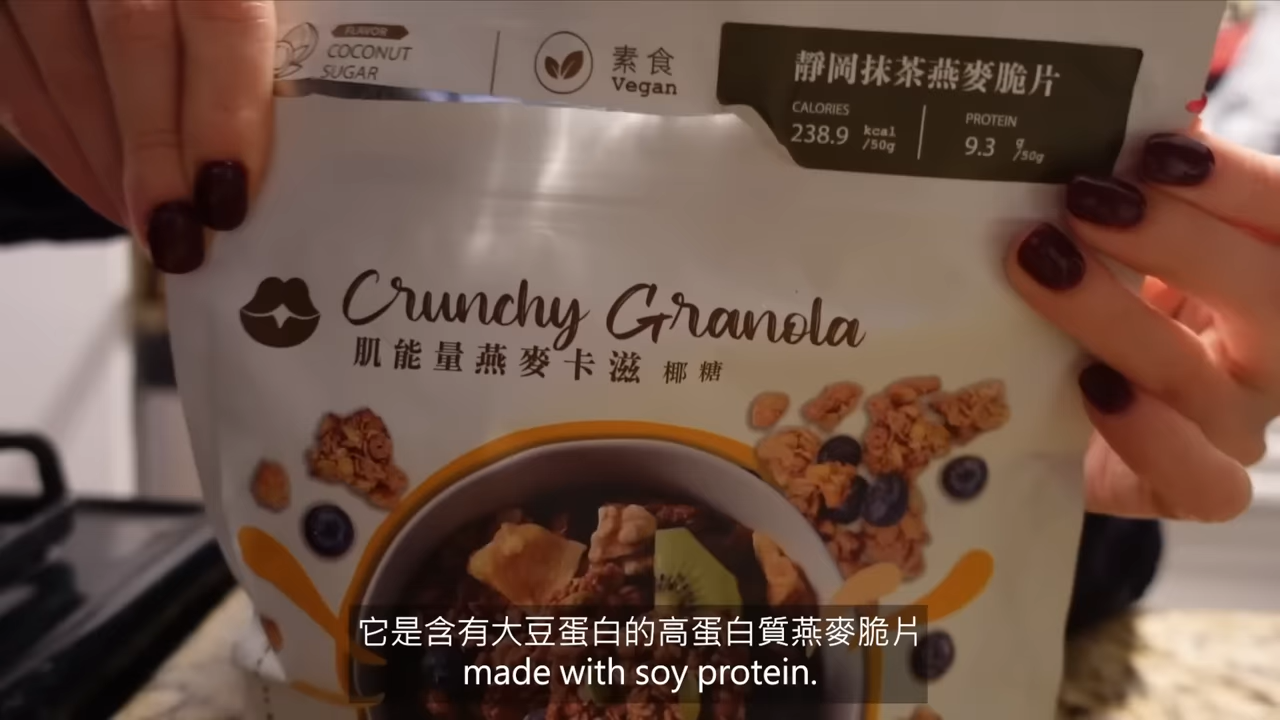 FLAVOR
COCONUT
SUGAR
素食
Vegan
靜岡抹茶燕麥脆片
CALORIES
238.9 kcal/50g
PROTEIN
9.3 g/50g
Crunchy Granola
肌能量燕麥卡滋 椰糖
它是含有大豆蛋白的高蛋白質燕麥脆片
made with soy protein.